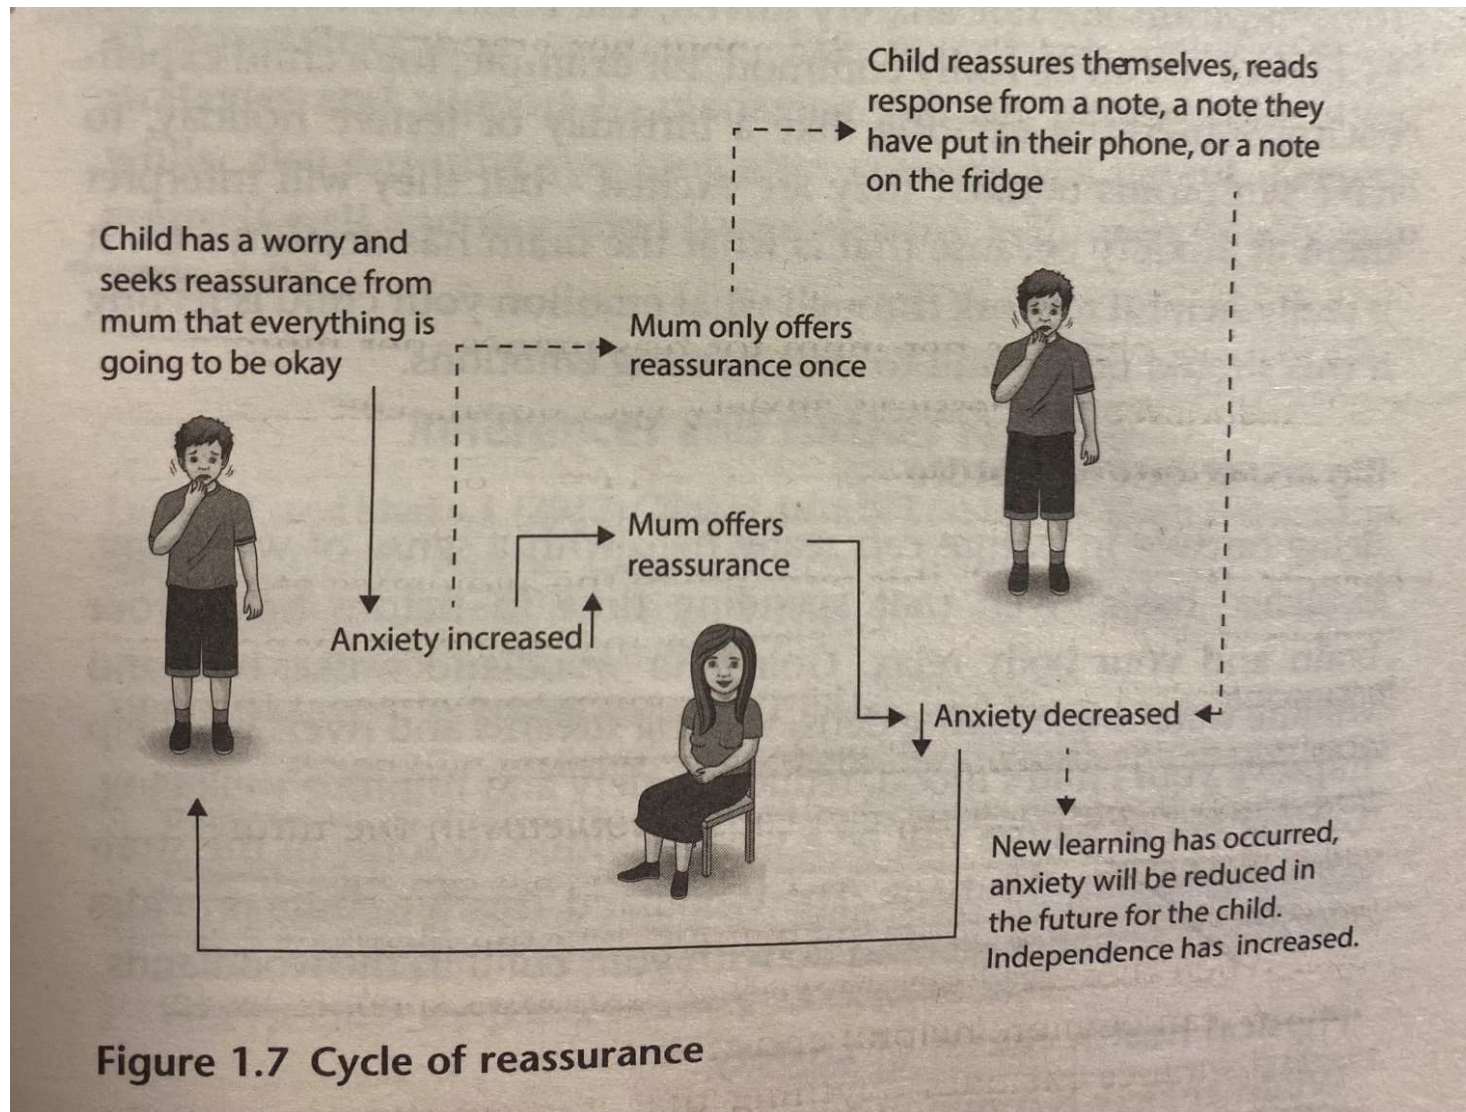 Child reassures themselves, reads
response from a note, a note they
have put in their phone, or a note
on the fridge
Child has a worry and
seeks reassurance from
mum that everything is
going to be okay
Mum only offers
reassurance once
Mum offers
reassurance
Anxiety increased
Anxiety decreased
New learning has occurred,
anxiety will be reduced in
the future for the child.
Independence has increased.
Figure 1.7 Cycle of reassurance